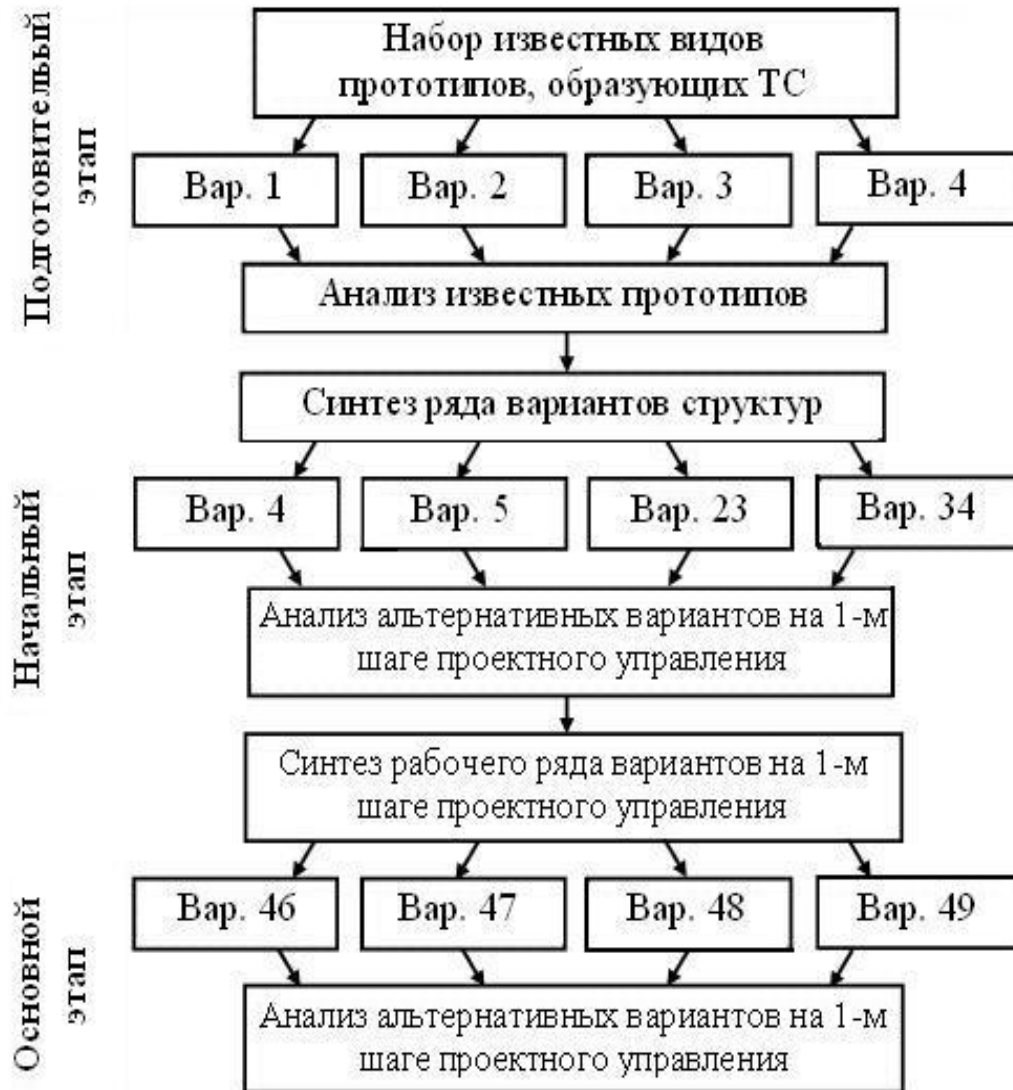 Подготовительный
этап
Набор известных видов
прототипов, образующих ТС
Вар. 1
Вар. 2
Вар. 3
Вар. 4
Анализ известных прототипов
Начальный
этап
Синтез ряда вариантов структур
Вар. 4
Вар. 5
Вар. 23
Вар. 34
Анализ альтернативных вариантов на 1-м
шаге проектного управления
Основной
этап
Синтез рабочего ряда вариантов на 1-м
шаге проектного управления
Вар. 46
Вар. 47
Вар. 48
Вар. 49
Анализ альтернативных вариантов на 1-м
шаге проектного управления